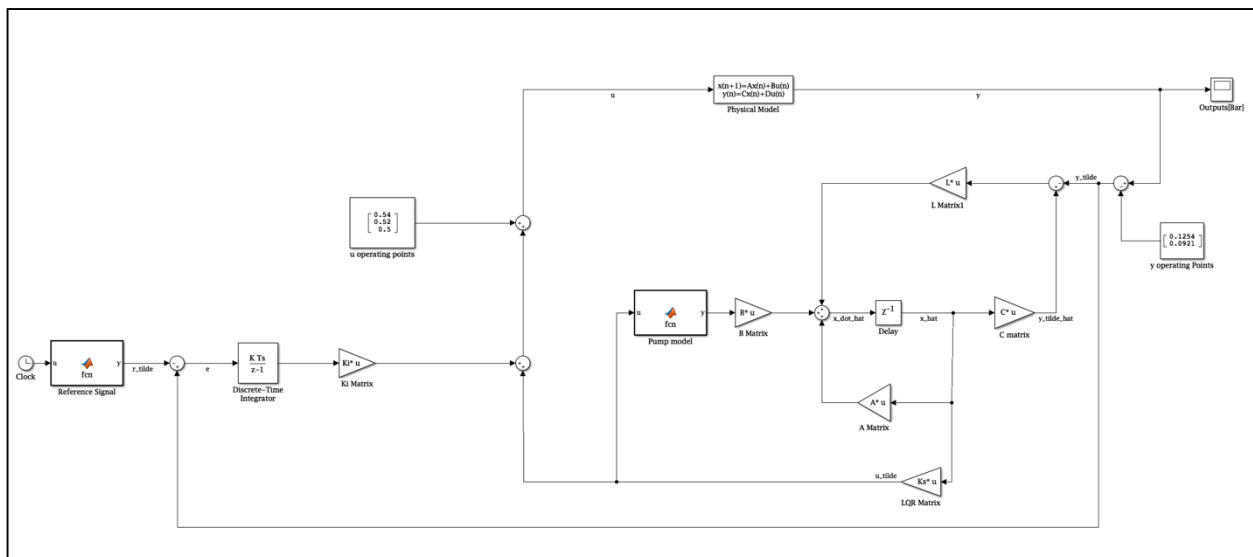 x(n+1)=Ax(n)+Bu(n)
y(n)=Cx(n)+Du(n)
Physical Model
u
y
Outputs[Bar]
L* u
L Matrix1
y_tilde
0.54
0.52
0.5
u operating points
0.1254
0.0921
y operating Points
u
fcn
y
Pump model
B* u
B Matrix
x_dot_hat
Z-1
Delay
x_hat
C* u
C matrix
y_tilde_hat
Clock
u
fcn
y
Reference Signal
r_tilde
e
K Ts
z-1
Discrete-Time
Integrator
Ki* u
Ki Matrix
A* u
A Matrix
u_tilde
Ks* u
LQR Matrix